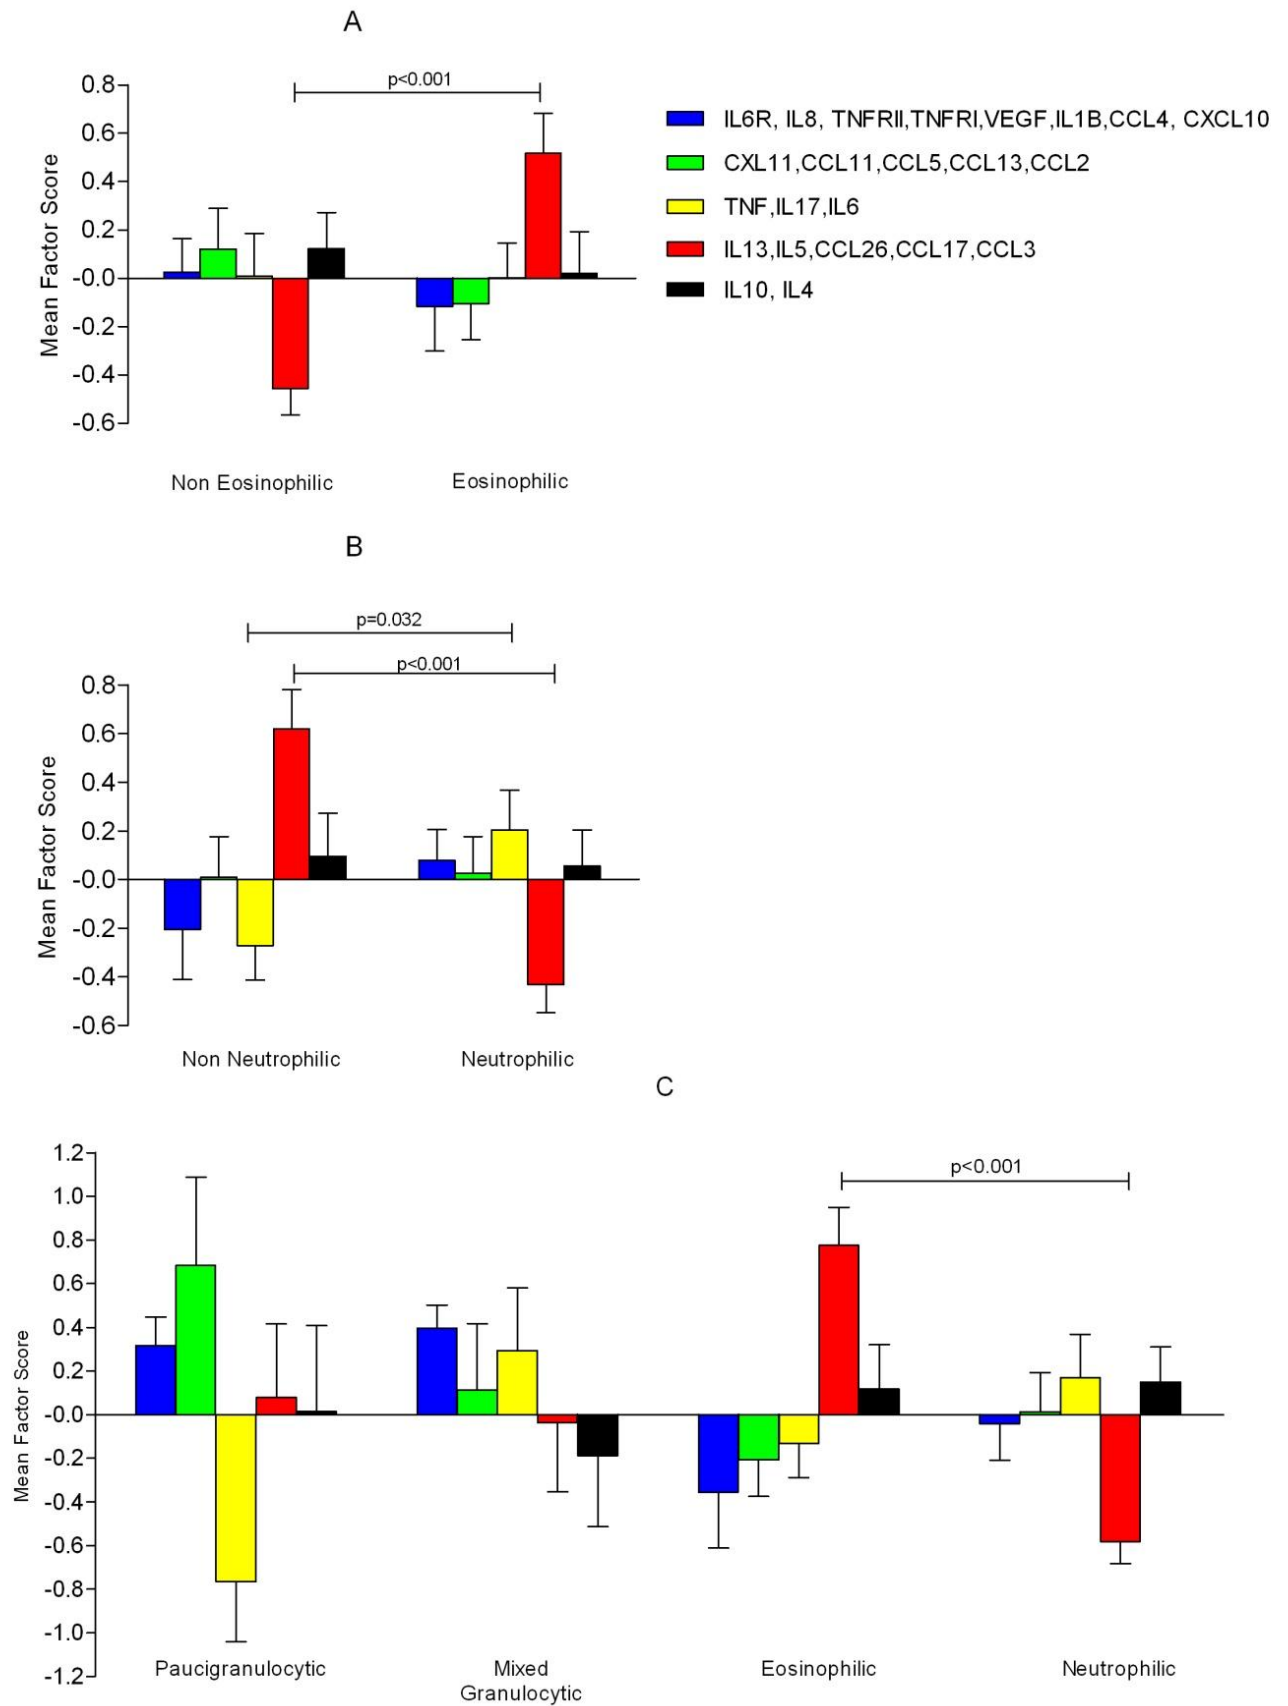 A
p<0.001
0.8
0.6
0.4
0.2
-0.0
-0.2
-0.4
-0.6
Mean Factor Score
Non Eosinophilic
Eosinophilic
IL6R, IL8, TNFRII,TNFRI,VEGF,IL1B,CCL4, CXCL10
CXL11,CCL11,CCL5,CCL13,CCL2
TNF,IL17,IL6
IL13,IL5,CCL26,CCL17,CCL3
IL10, IL4
B
p=0.032
p<0.001
0.8
0.6
0.4
0.2
-0.0
-0.2
-0.4
-0.6
Mean Factor Score
Non Neutrophilic
Neutrophilic
C
p<0.001
1.2
1.0
0.8
0.6
0.4
0.2
-0.0
-0.2
-0.4
-0.6
-0.8
-1.0
-1.2
Mean Factor Score
Paucigranulocytic
Mixed
Granulocytic
Eosinophilic
Neutrophilic